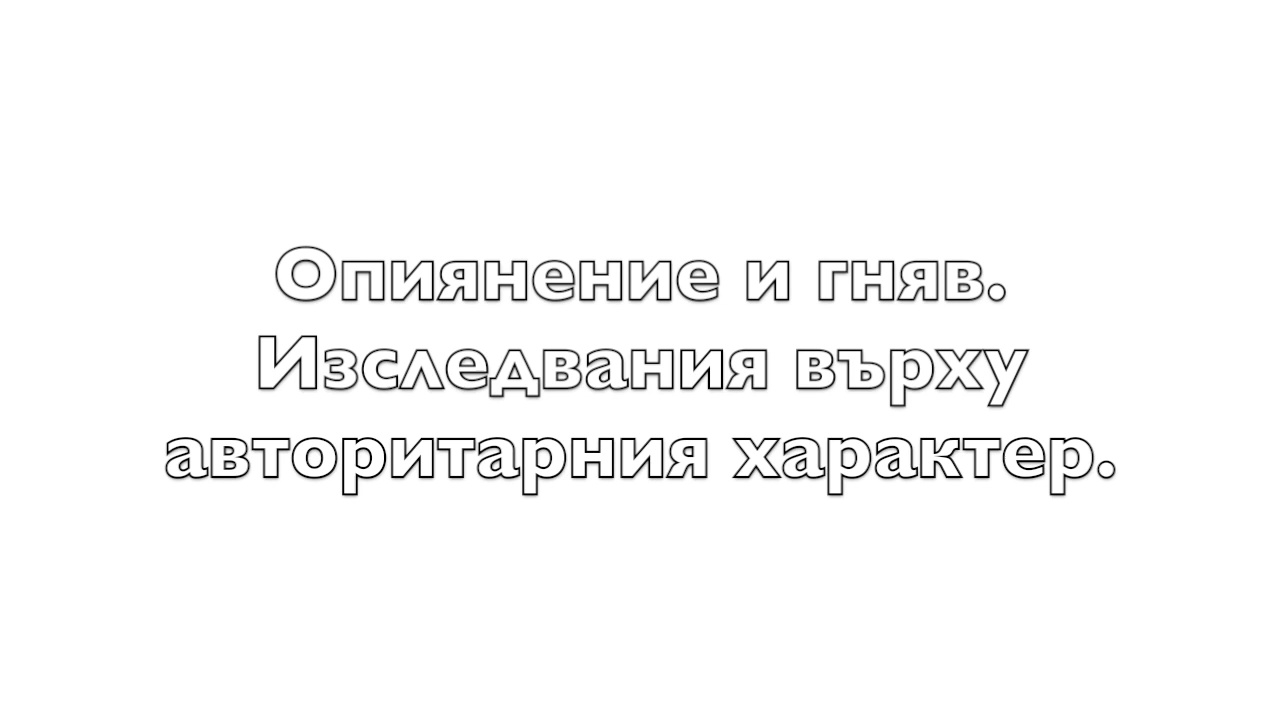 Опиянение и гняв.
Изследвания върху
авторитарния характер.